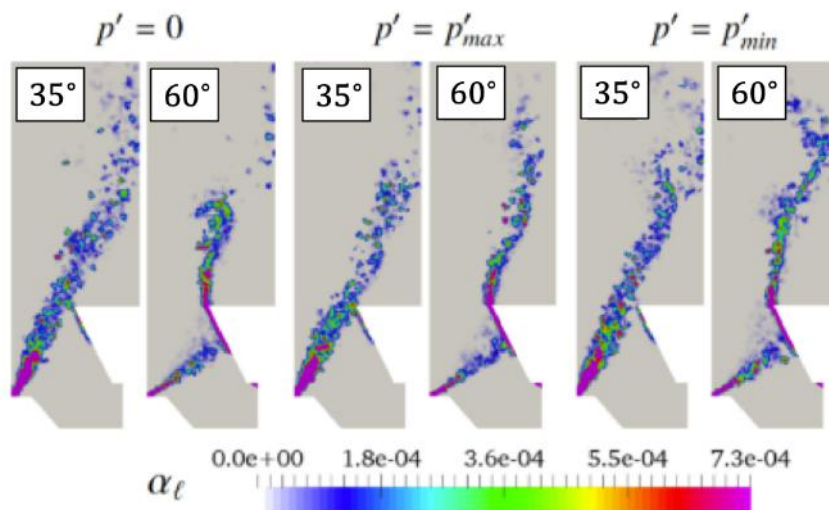 p′ = 0 p′ = p′max p′ = p′min
35° 60° 35° 60° 35° 60°
0.0e+00 1.8e-04 3.6e-04 5.5e-04 7.3e-04
αℓ